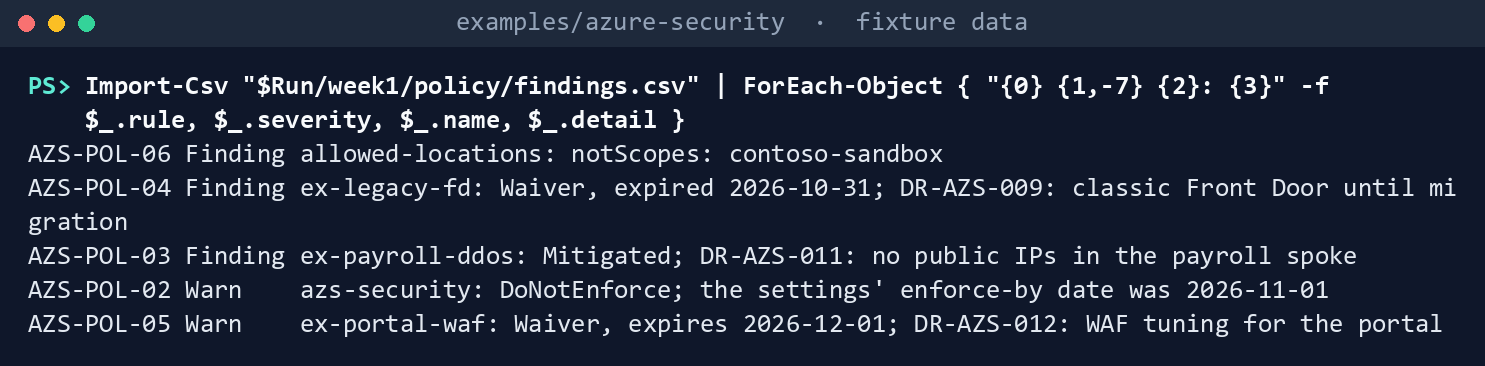 examples/azure-security · fixture data
PS> Import-Csv "$Run/week1/policy/findings.csv" | ForEach-Object { "{0} {1,-7} {2}: {3}" -f
    $_.rule, $_.severity, $_.name, $_.detail }
AZS-POL-06 Finding allowed-locations: notScopes: contoso-sandbox
AZS-POL-04 Finding ex-legacy-fd: Waiver, expired 2026-10-31; DR-AZS-009: classic Front Door until mi
gration
AZS-POL-03 Finding ex-payroll-ddos: Mitigated; DR-AZS-011: no public IPs in the payroll spoke
AZS-POL-02 Warn    azs-security: DoNotEnforce; the settings' enforce-by date was 2026-11-01
AZS-POL-05 Warn    ex-portal-waf: Waiver, expires 2026-12-01; DR-AZS-012: WAF tuning for the portal